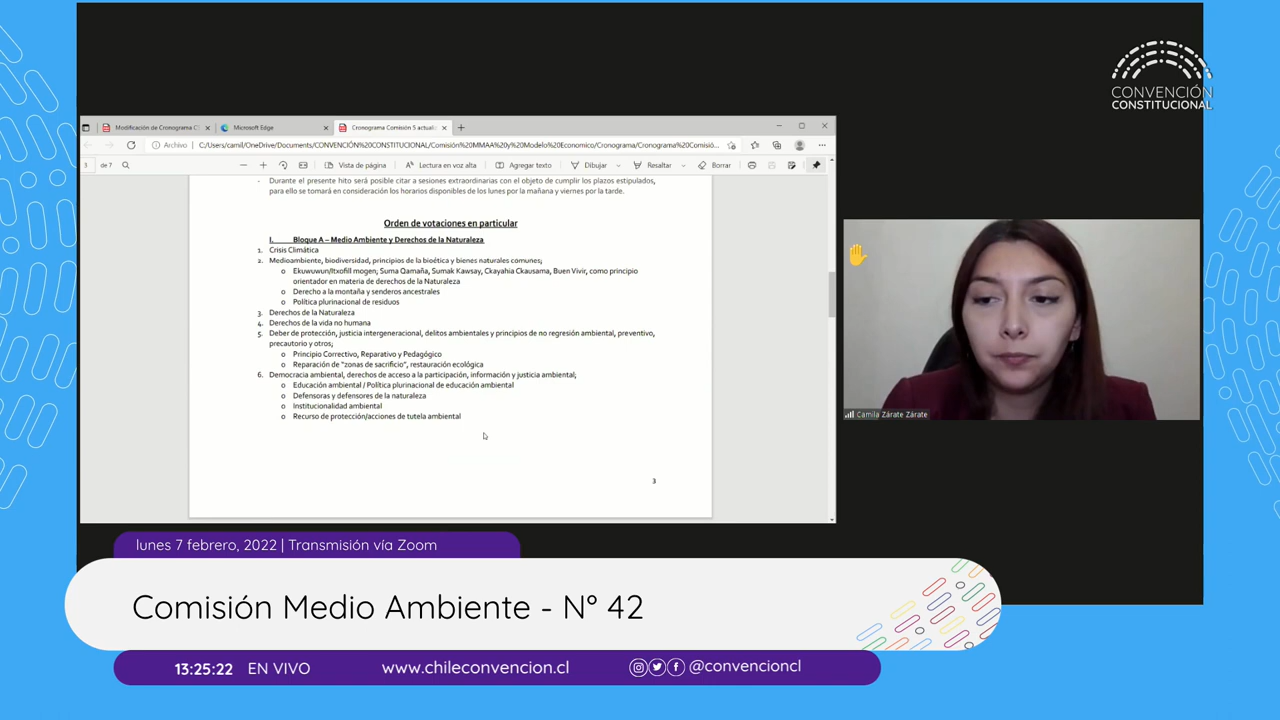 CONVENCIÓN
CONSTITUCIONAL
Modificación de Cronograma C
Microsoft Edge
Cronograma Comisión 5 actual
Archivo
C:/Users/camil/OneDrive/Documents/CONVENCIÓN%20CONSTITUCIONAL/Comisión%20MMAA%20y%20Modelo%20Economico/Cronograma/Cronograma%20Comisió...
3 de 7
Vista de página
Lectura en voz alta
Agregar texto
Dibujar
Resaltar
Borrar
- Durante el presente hito será posible citar a sesiones extraordinarias con el objeto de cumplir los plazos estipulados,
para ello se tomará en consideración los horarios disponibles de los lunes por la mañana y viernes por la tarde.
Orden de votaciones en particular
I. Bloque A – Medio Ambiente y Derechos de la Naturaleza
1. Crisis Climática
2. Medioambiente, biodiversidad, principios de la bioética y bienes naturales comunes;
o Ekuwuwun/Itxofill mogen; Suma Qamaña, Sumak Kawsay, Ckayahia Ckausama, Buen Vivir, como principio
orientador en materia de derechos de la Naturaleza
o Derecho a la montaña y senderos ancestrales
o Política plurinacional de residuos
3. Derechos de la Naturaleza
4. Derechos de la vida no humana
5. Deber de protección, justicia intergeneracional, delitos ambientales y principios de no regresión ambiental, preventivo,
precautorio y otros;
o Principio Correctivo, Reparativo y Pedagógico
o Reparación de "zonas de sacrificio", restauración ecológica
6. Democracia ambiental, derechos de acceso a la participación, información y justicia ambiental;
o Educación ambiental / Política plurinacional de educación ambiental
o Defensoras y defensores de la naturaleza
o Institucionalidad ambiental
o Recurso de protección/acciones de tutela ambiental
3
Camila Zárate Zárate
lunes 7 febrero, 2022 | Transmisión vía Zoom
Comisión Medio Ambiente - N° 42
13:25:22 EN VIVO www.chileconvencion.cl @convencioncl